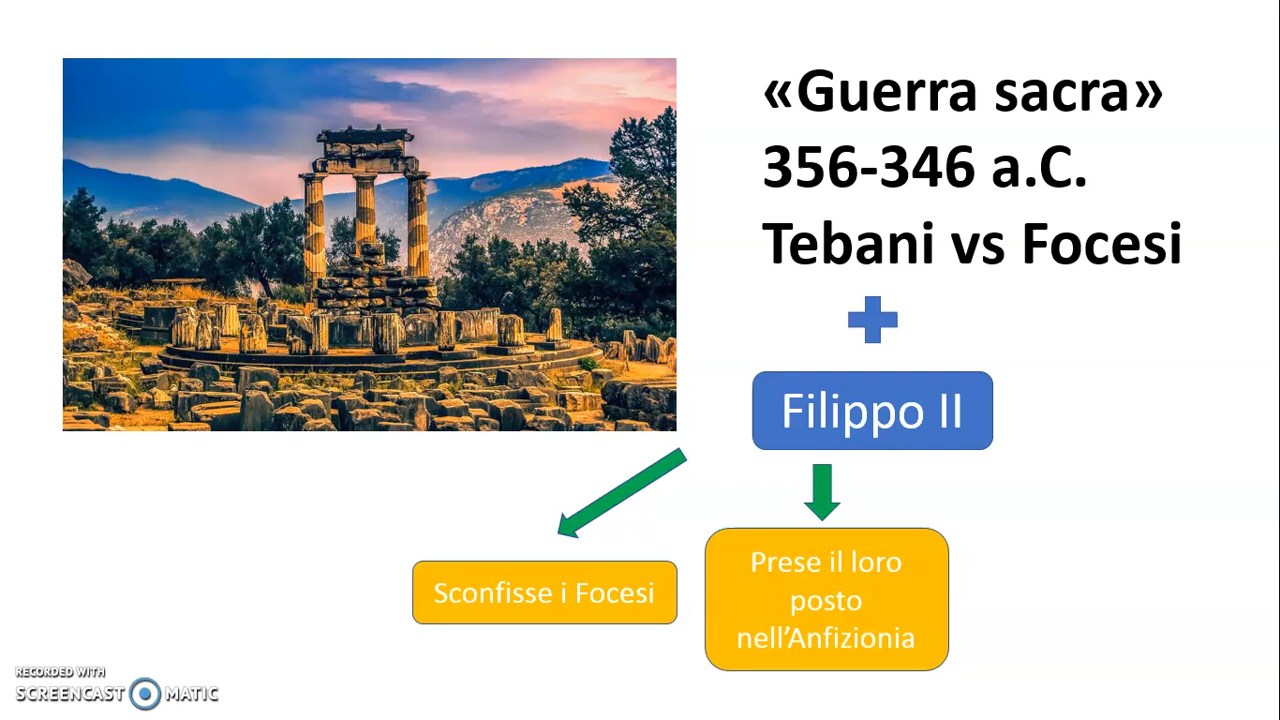 «Guerra sacra»
356-346 a.C.
Tebani vs Focesi
Filippo II
Sconfisse i Focesi
Prese il loro
posto
nell’Anfizionia
RECORDED WITH
SCREENCAST MATIC